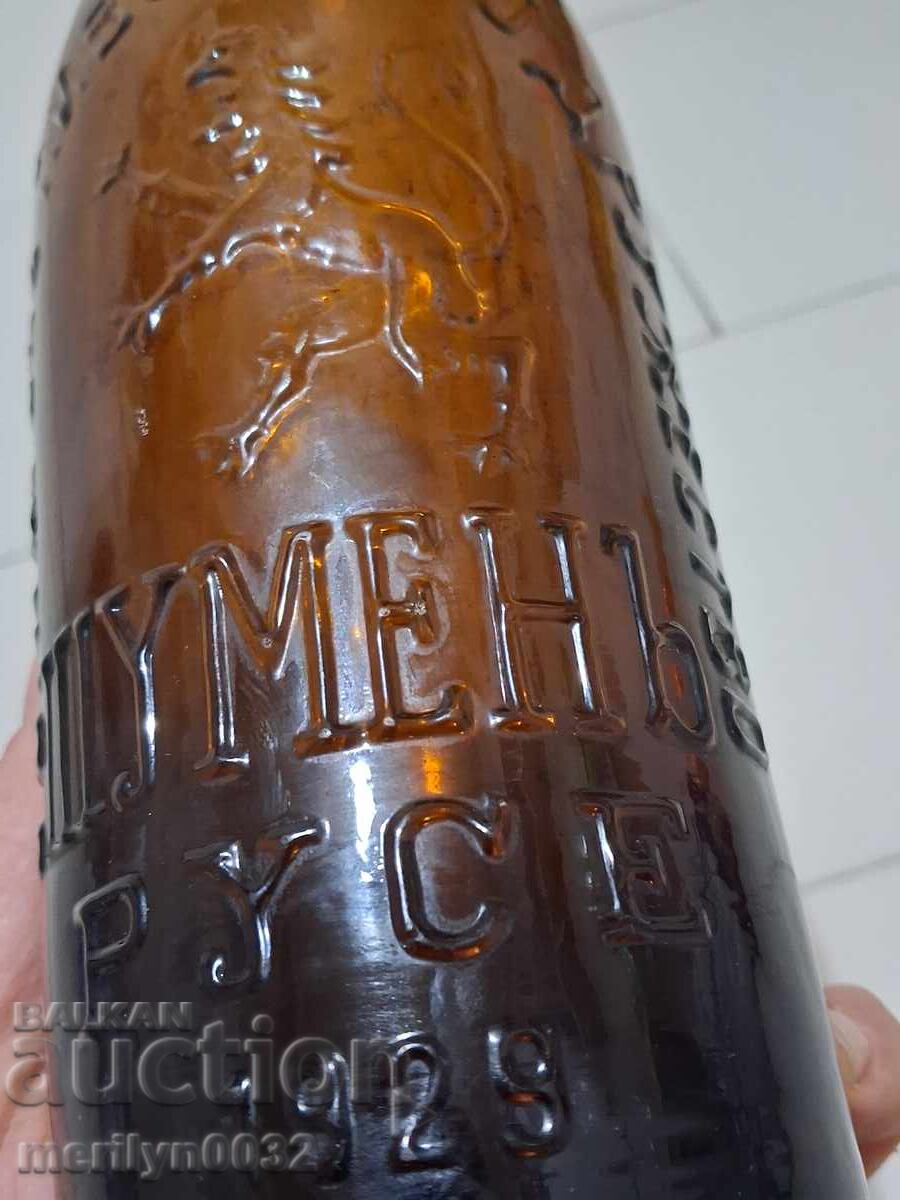 ШУМЕНЪ
РУСЕ
1928
BALKAN
auction
merilyn0032